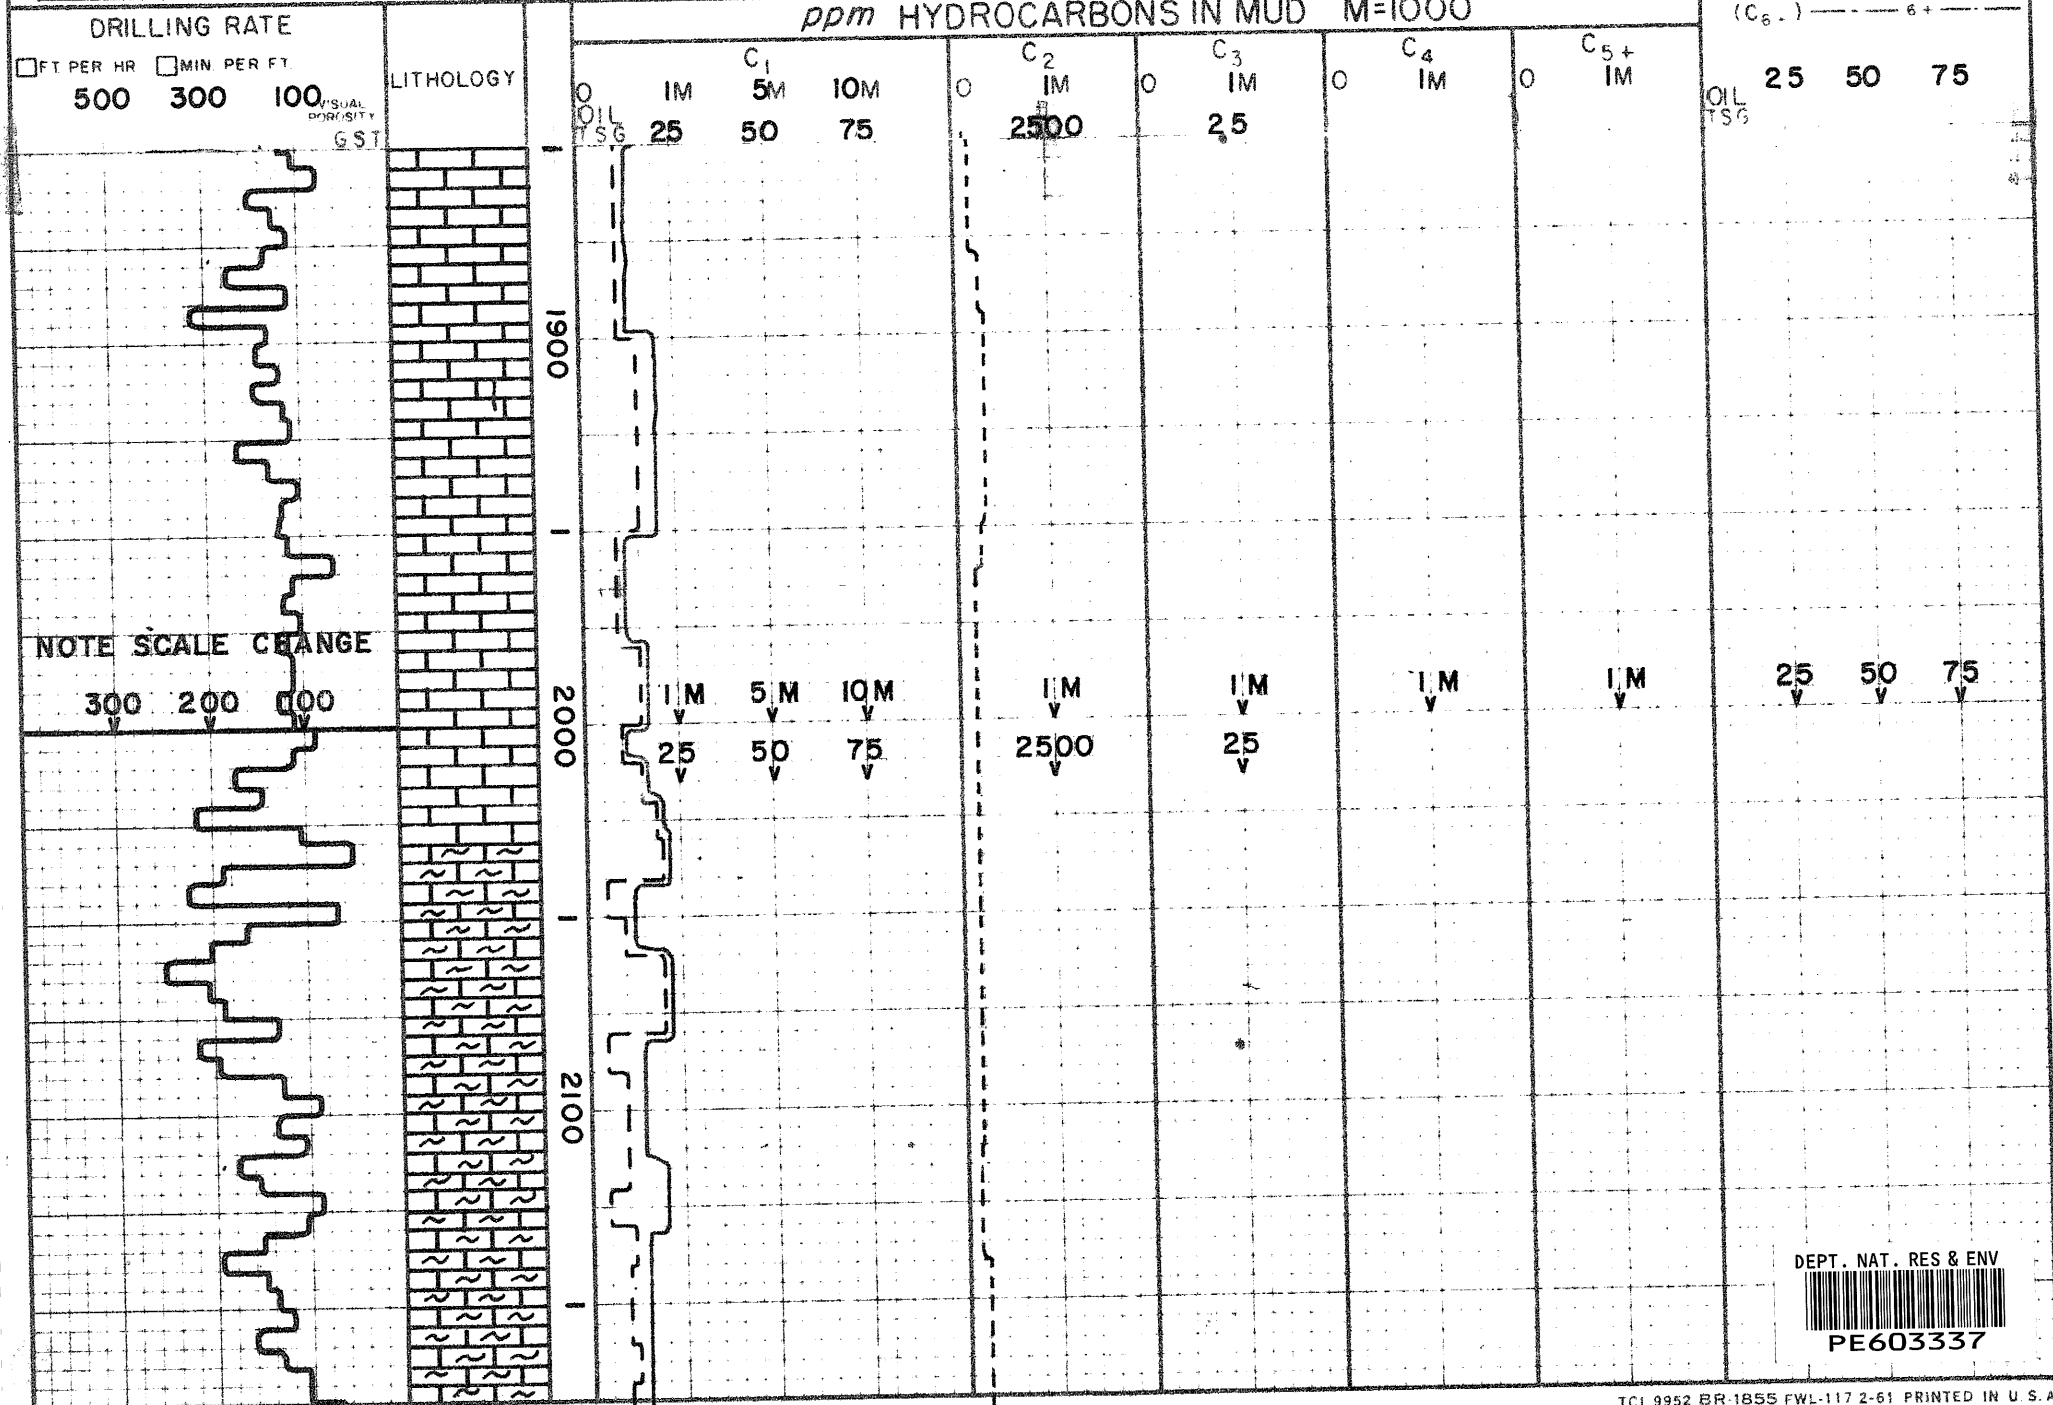 ppm HYDROCARBONS IN MUD M=1000
(C6.) 6+
DRILLING RATE
FT PER HR MIN. PER FT.
500 300 100
VISUAL POROSITY
GST
LITHOLOGY
C1
0 1M 5M 10M
OIL TSG 25 50 75
C2
0 1M
2500
C3
0 1M
25
C4
0 1M
C5+
0 1M
OIL TSG
25 50 75
1900
NOTE SCALE CHANGE
300 200 100
2000
1M 5M 10M 1M 1M 1M 1M 25 50 75
25 50 75 2500 25
2100
DEPT. NAT. RES & ENV
PE603337
TCI 9952 BR-1855 FWL-117 2-61 PRINTED IN U.S.A